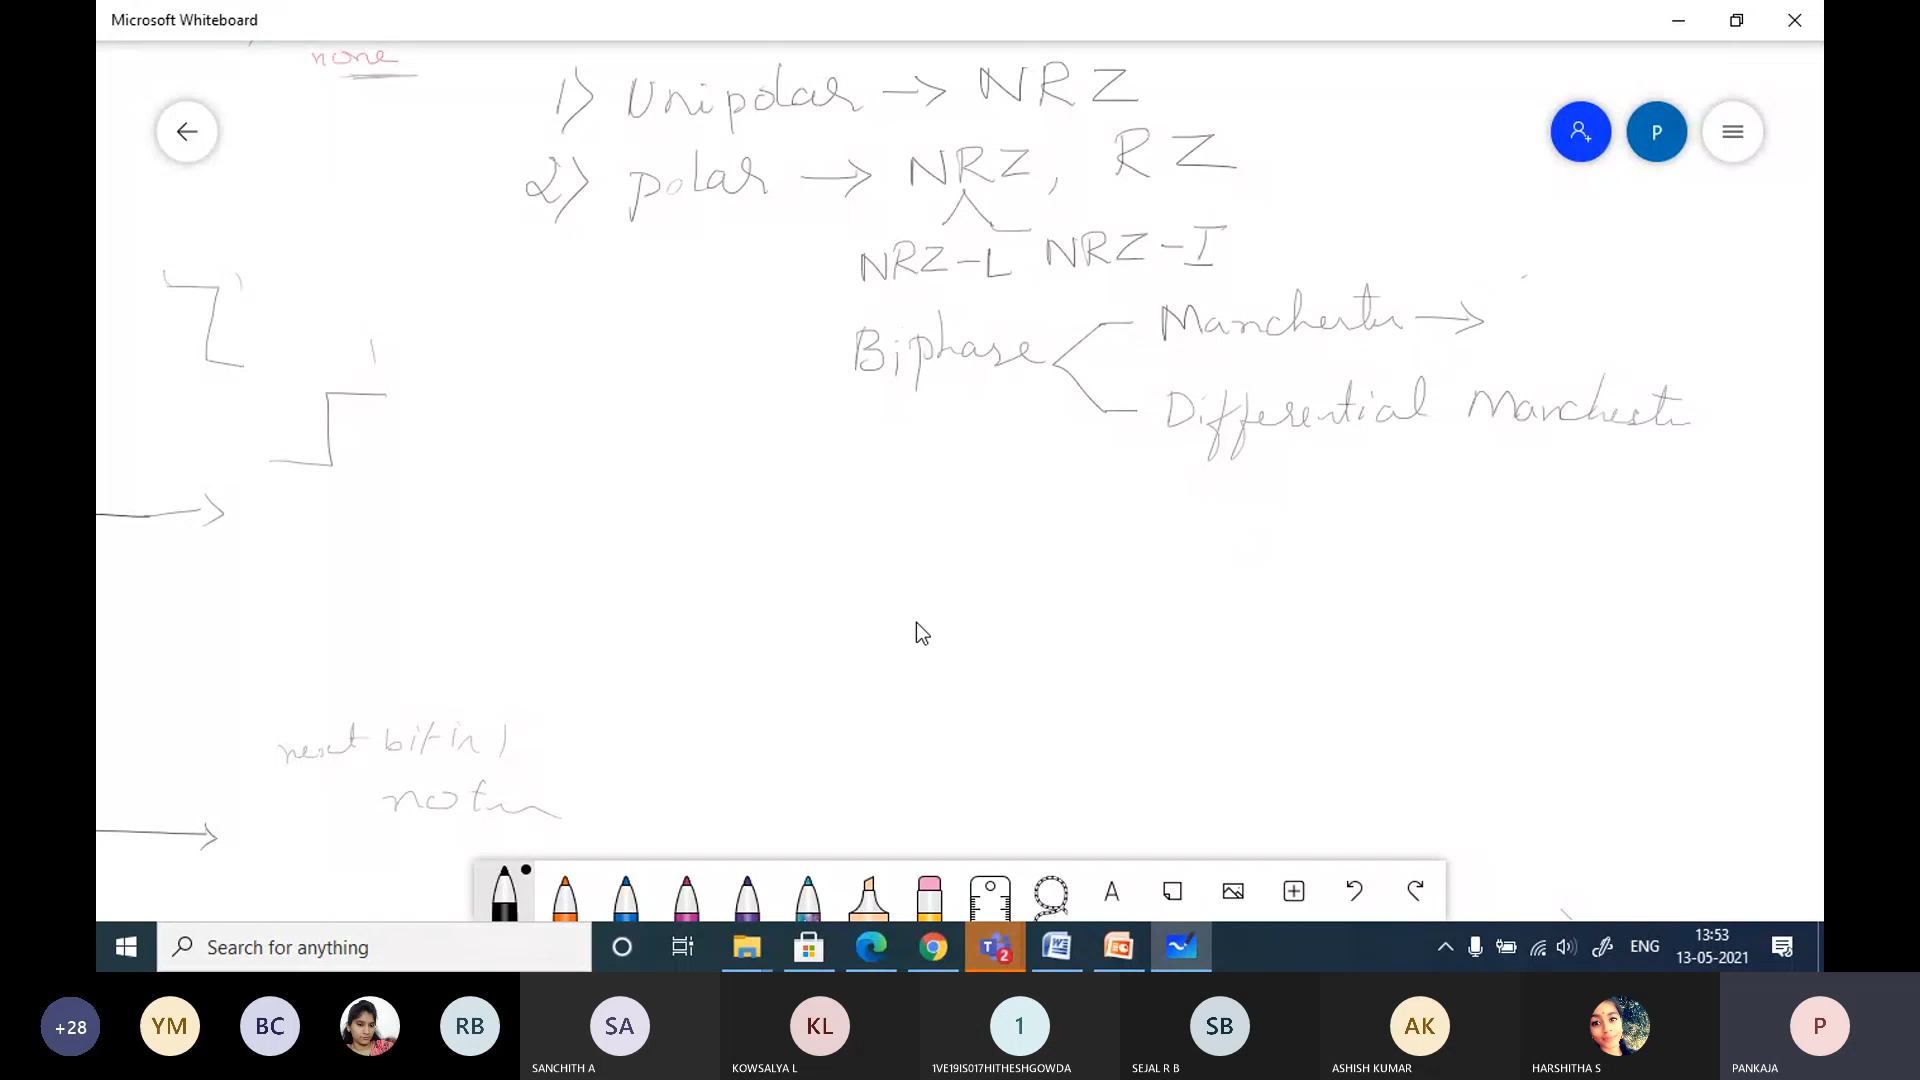 Microsoft Whiteboard
none
1) Unipolar → NRZ
2) polar → NRZ, RZ
NRZ-L NRZ-I
Biphase
Manchester →
Differential Manchester
next bit is 1
P
A
Search for anything
2
ENG
13:53
13-05-2021
+28
YM
BC
RB
SA
KL
1
SB
AK
P
SANCHITH A
KOWSALYA L
1VE19IS017HITHESHGOWDA
SEJAL R B
ASHISH KUMAR
HARSHITHA S
PANKAJA